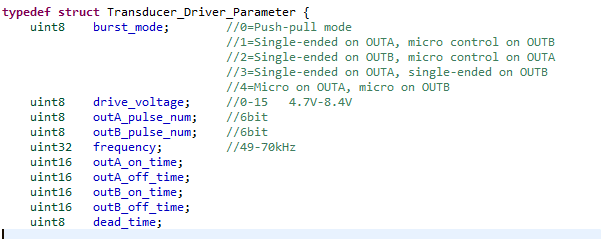 typedef struct Transducer_Driver_Parameter {
uint8 burst_mode; //0=Push-pull mode
//1=Single-ended on OUTA, micro control on OUTB
//2=Single-ended on OUTB, micro control on OUTA
//3=Single-ended on OUTA, single-ended on OUTB
//4=Micro on OUTA, micro on OUTB
uint8 drive_voltage; //0-15 4.7V-8.4V
uint8 outA_pulse_num; //6bit
uint8 outB_pulse_num; //6bit
uint32 frequency; //49-70kHz
uint16 outA_on_time;
uint16 outA_off_time;
uint16 outB_on_time;
uint16 outB_off_time;
uint8 dead_time;